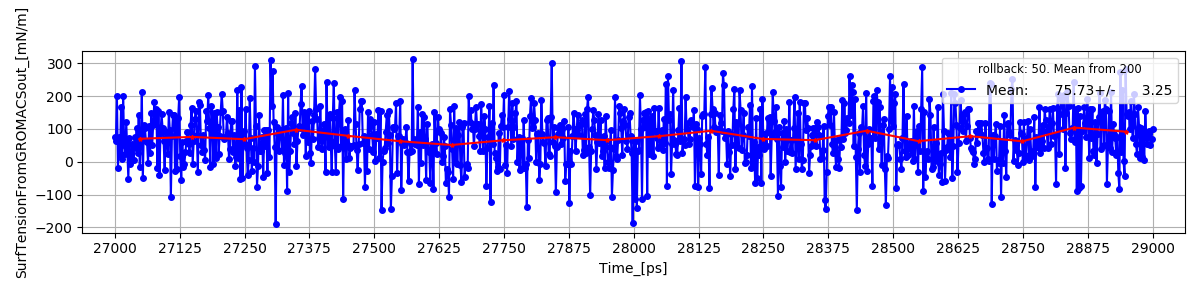 SurfTensionFromGROMACSout_[mN/m]
300
200
100
0
−100
−200
rollback: 50. Mean from 200
Mean: 75.73+/- 3.25
27000 27125 27250 27375 27500 27625 27750 27875 28000 28125 28250 28375 28500 28625 28750 28875 29000
Time_[ps]